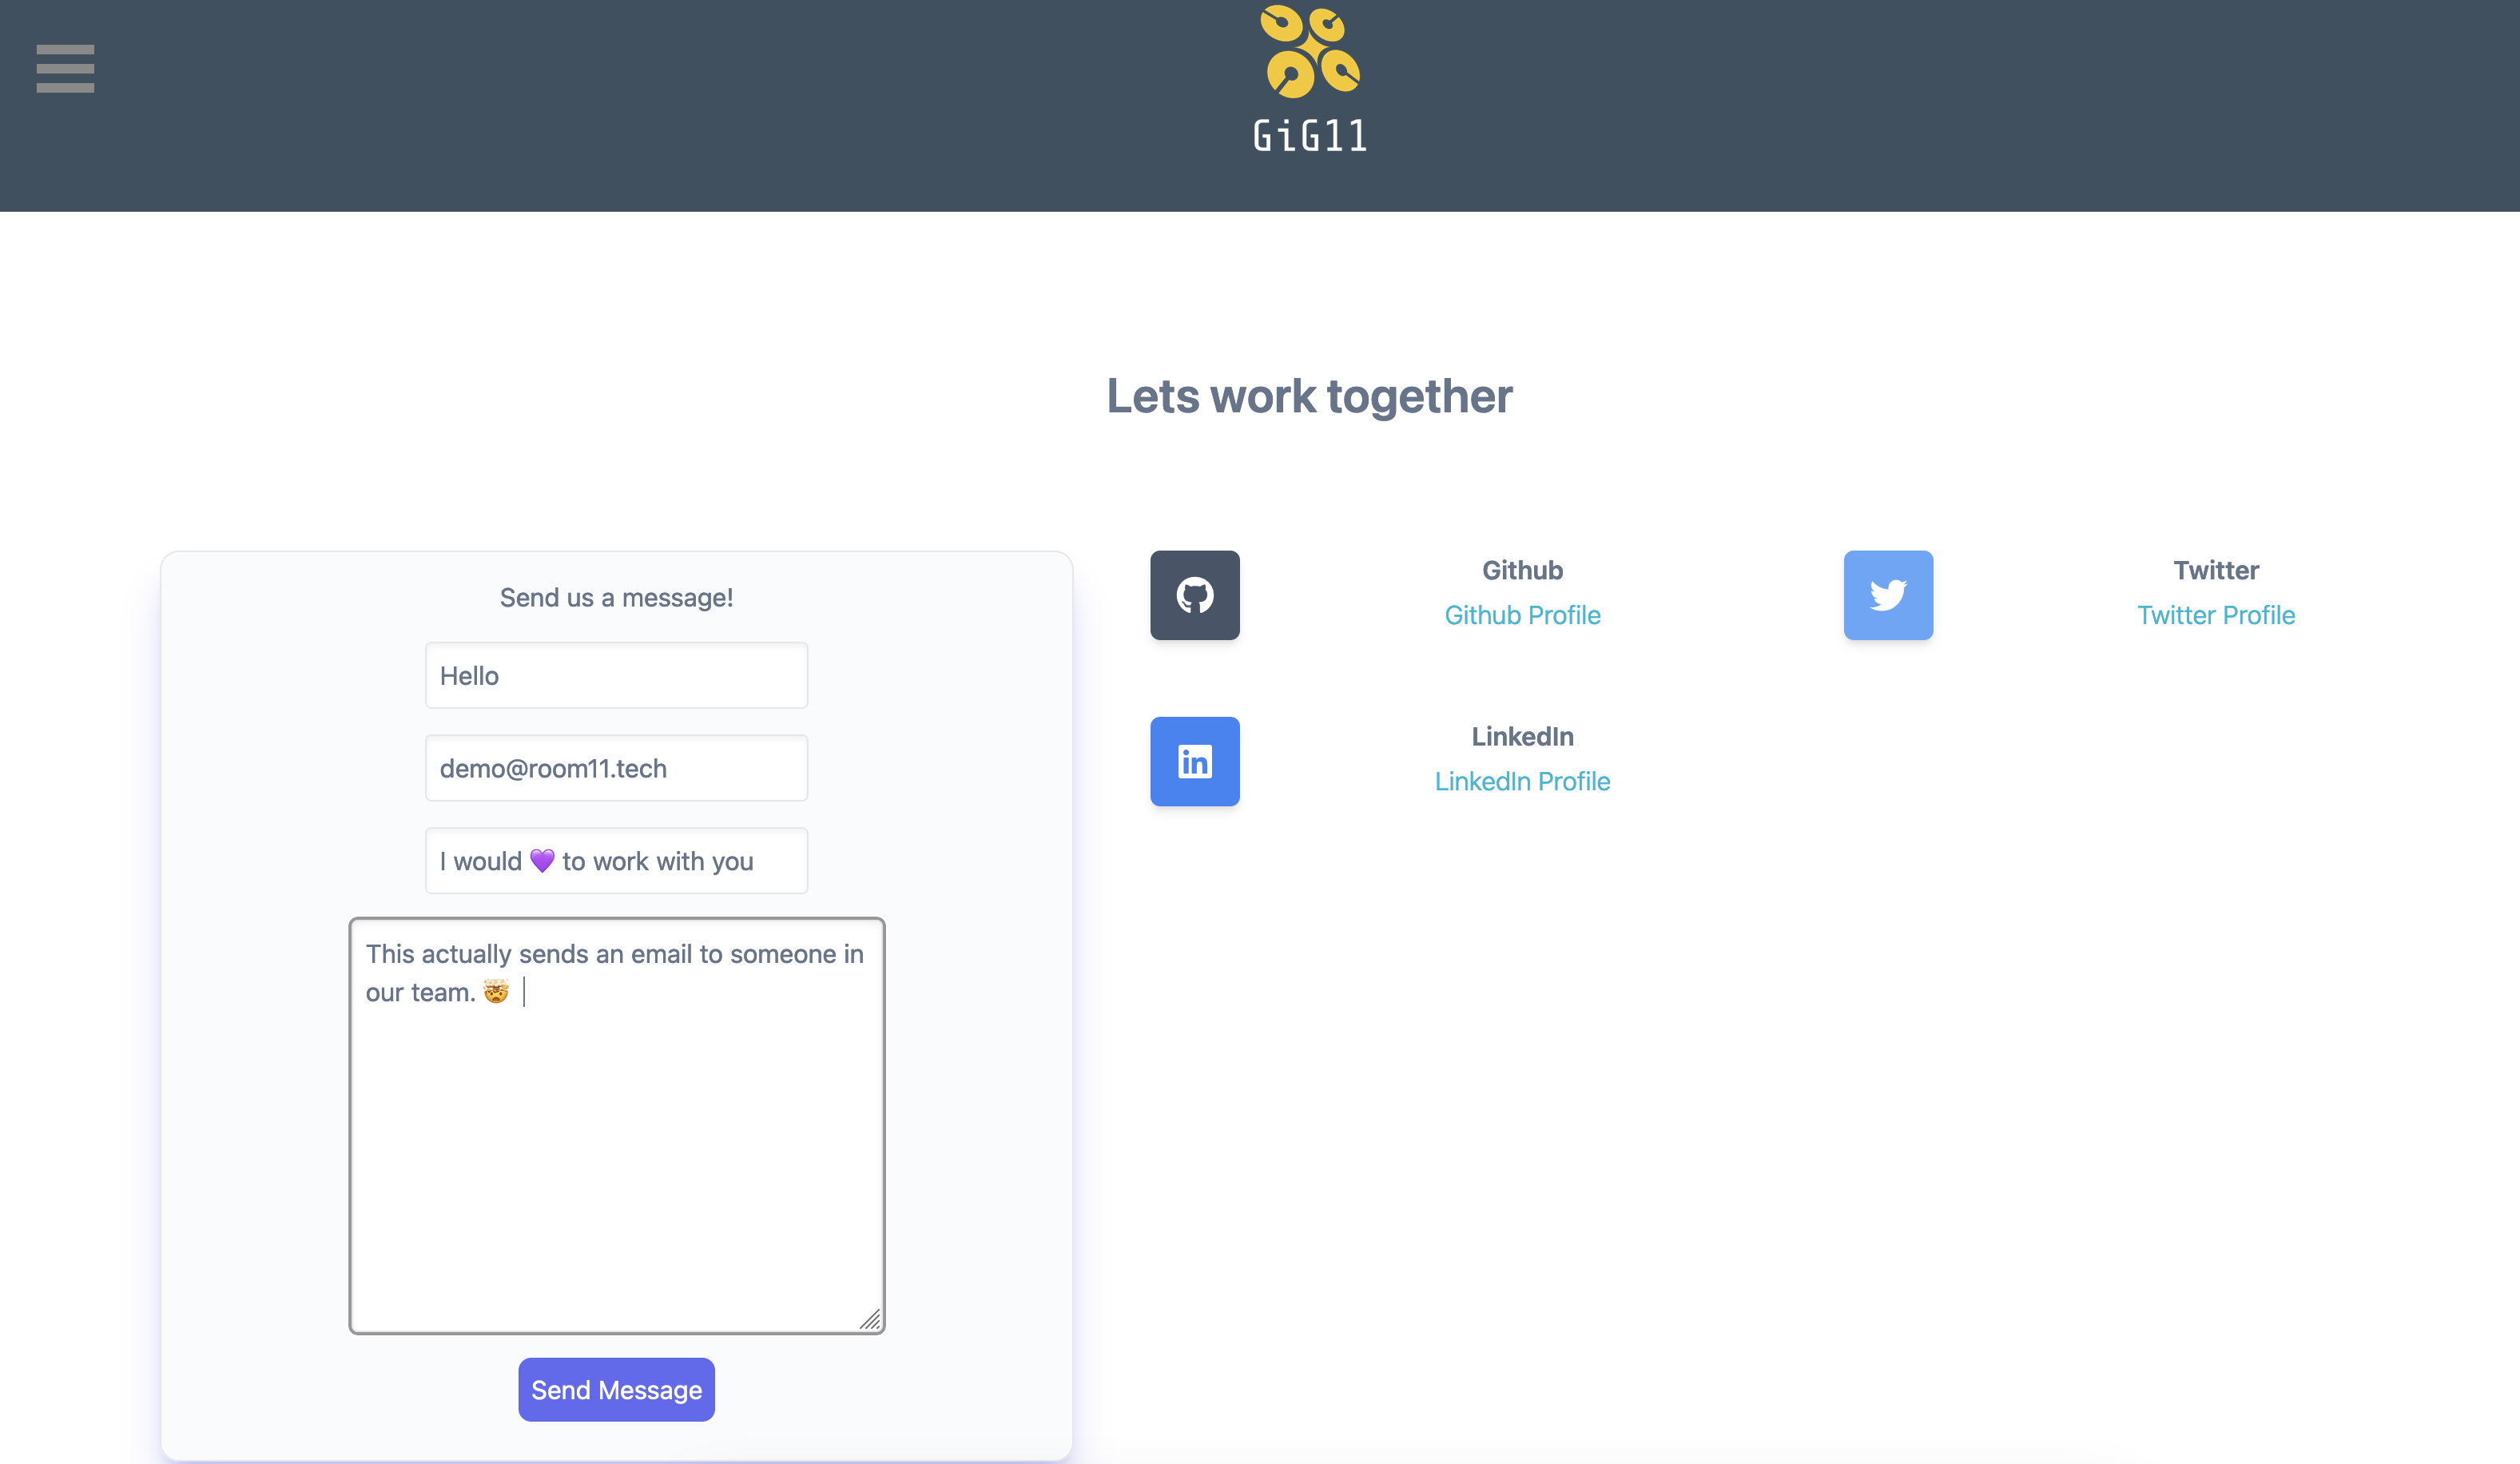 GiG11
Lets work together
Send us a message!
Hello
demo@room11.tech
I would 💜 to work with you
This actually sends an email to someone in
our team. 🤯
Send Message
Github
Github Profile
Twitter
Twitter Profile
in
LinkedIn
LinkedIn Profile